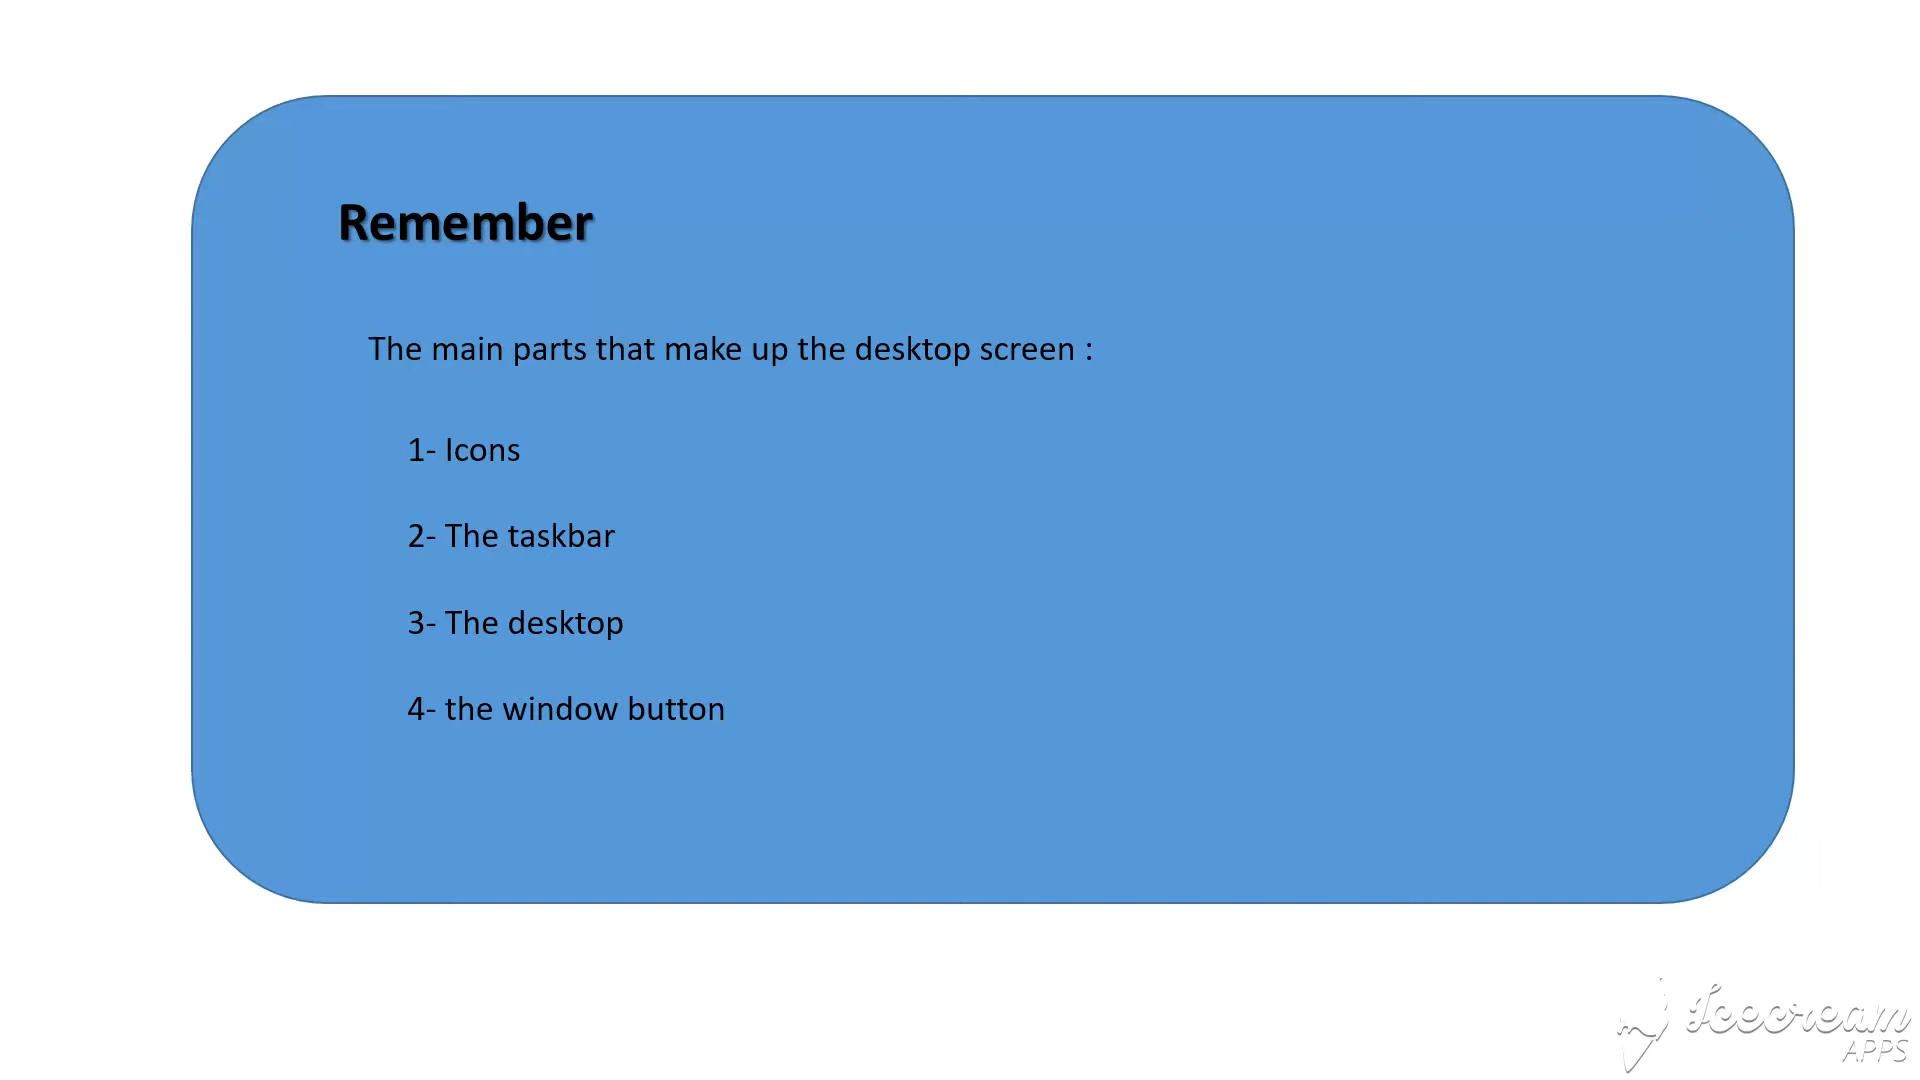 Remember
The main parts that make up the desktop screen :
1- Icons
2- The taskbar
3- The desktop
4- the window button
Icecream
APPS